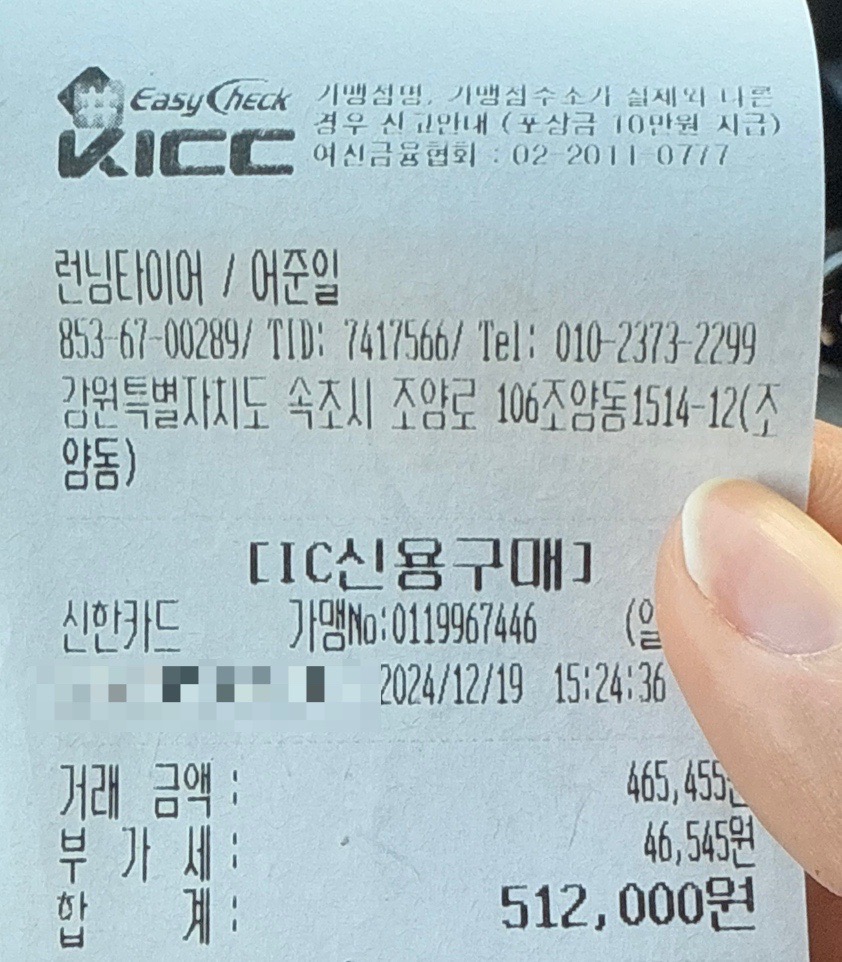 EasyCheck
KICC
가맹점명, 가맹점주소가 실제와 다른
경우 신고안내 (포상금 10만원 지급)
여신금융협회 : 02-2011-0777
런닝타이어 / 어준일
853-67-00289/ TID: 7417566/ Tel: 010-2373-2299
강원특별자치도 속초시 조양로 106조양동1514-12(조
양동)
[IC신용구매]
신한카드 가맹No:0119967446 (일
2024/12/19 15:24:36
거래 금액 : 465,455원
부 가 세 : 46,545원
합 계 : 512,000원